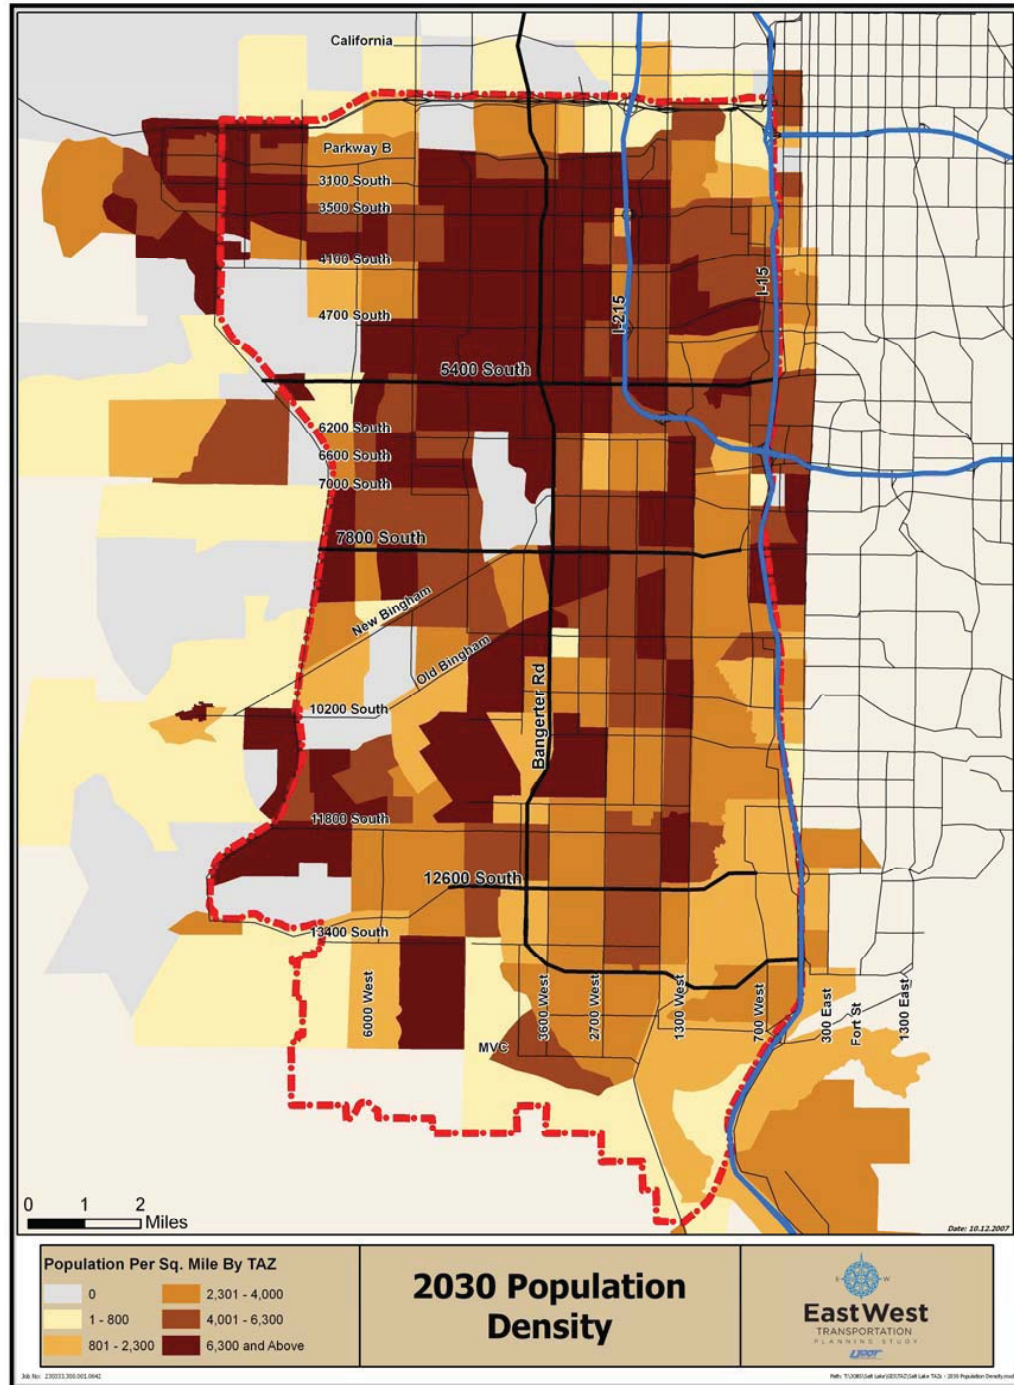 California
Parkway B
3100 South
3500 South
4100 South
4700 South
I-215
I-15
5400 South
6200 South
6600 South
7000 South
7800 South
New Bingham
Old Bingham
10200 South
Bangerter Rd
11800 South
12600 South
13400 South
6000 West
MVC
3600 West
2700 West
1300 West
700 West
300 East
Fort St
1300 East
0 1 2
Miles
Date: 10.12.2007
Population Per Sq. Mile By TAZ
0
1 - 800
801 - 2,300
2,301 - 4,000
4,001 - 6,300
6,300 and Above
2030 Population
Density
E W
EastWest
TRANSPORTATION
PLANNING STUDY
UDOT